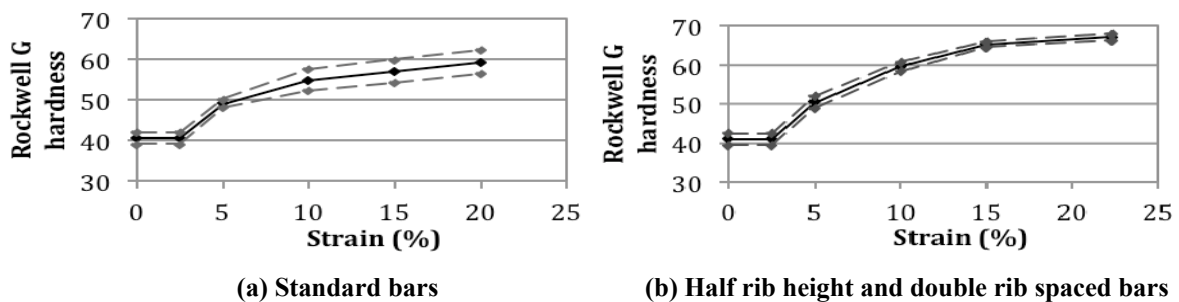 Rockwell G
hardness
70
60
50
40
30
0 5 10 15 20 25
Strain (%)
(a) Standard bars
Rockwell G
hardness
70
60
50
40
30
0 5 10 15 20 25
Strain (%)
(b) Half rib height and double rib spaced bars